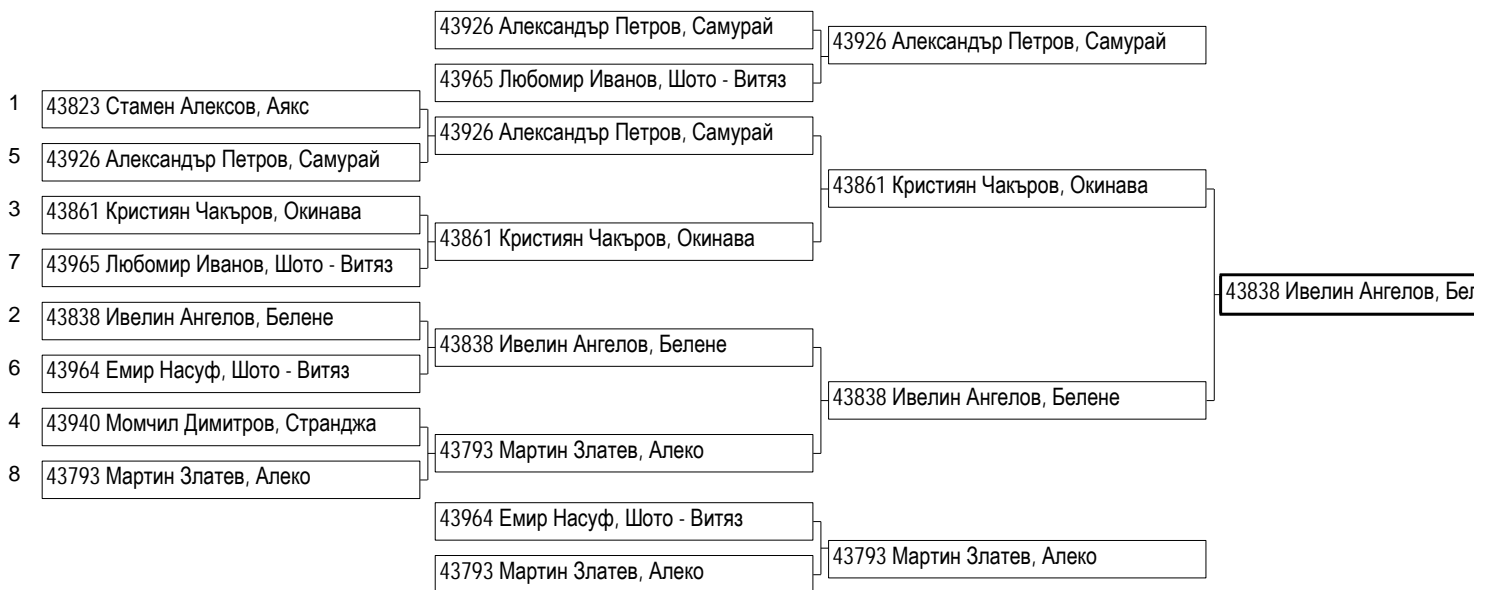 43926 Александър Петров, Самурай
43926 Александър Петров, Самурай
43965 Любомир Иванов, Шото - Витяз
1 43823 Стамен Алексов, Аякс
43926 Александър Петров, Самурай
5 43926 Александър Петров, Самурай
43861 Кристиян Чакъров, Окинава
3 43861 Кристиян Чакъров, Окинава
43861 Кристиян Чакъров, Окинава
7 43965 Любомир Иванов, Шото - Витяз
43838 Ивелин Ангелов, Бел
2 43838 Ивелин Ангелов, Белене
43838 Ивелин Ангелов, Белене
6 43964 Емир Насуф, Шото - Витяз
43838 Ивелин Ангелов, Белене
4 43940 Момчил Димитров, Странджа
43793 Мартин Златев, Алеко
8 43793 Мартин Златев, Алеко
43964 Емир Насуф, Шото - Витяз
43793 Мартин Златев, Алеко
43793 Мартин Златев, Алеко